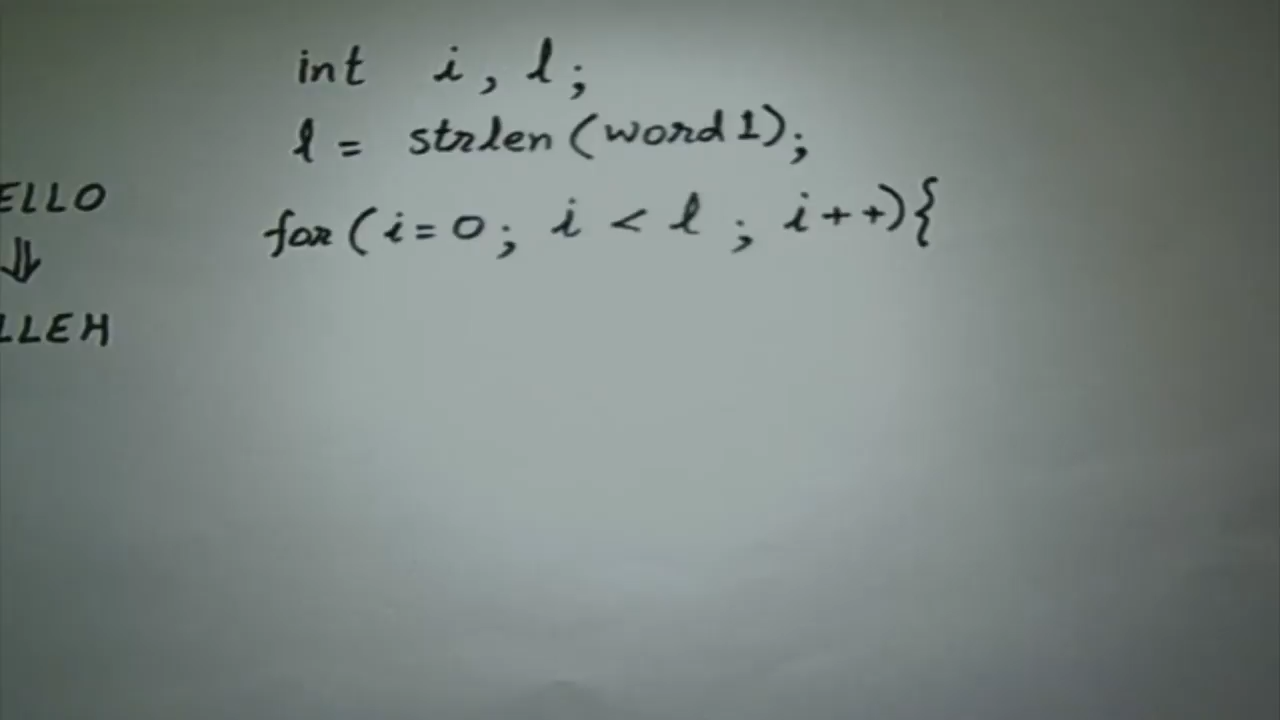 int i, l;
l = strlen(word1);
for(i=0; i < l ; i++){
ELLO
⇓
LLEH